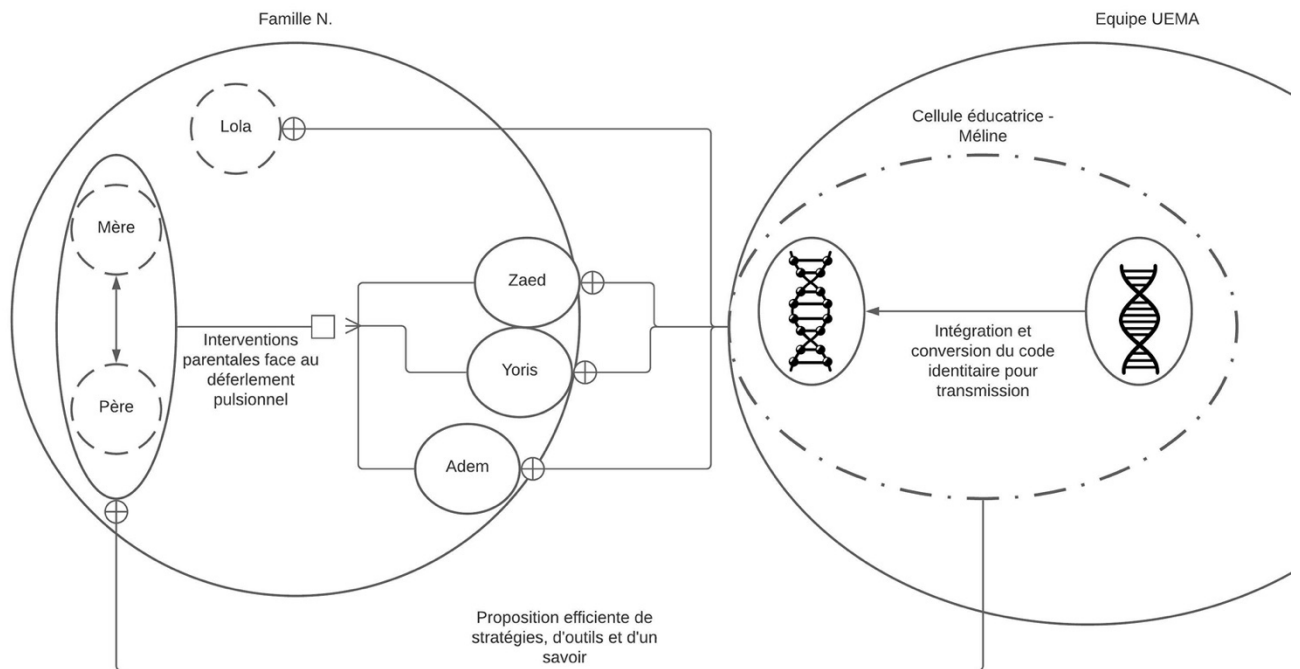 Famille N.
Equipe UEMA
Lola
Cellule éducatrice -
Méline
Mère
Zaed
Interventions
parentales face au
déferlement
pulsionnel
Intégration et
conversion du code
identitaire pour
transmission
Yoris
Père
Adem
Proposition efficiente de
stratégies, d'outils et d'un
savoir